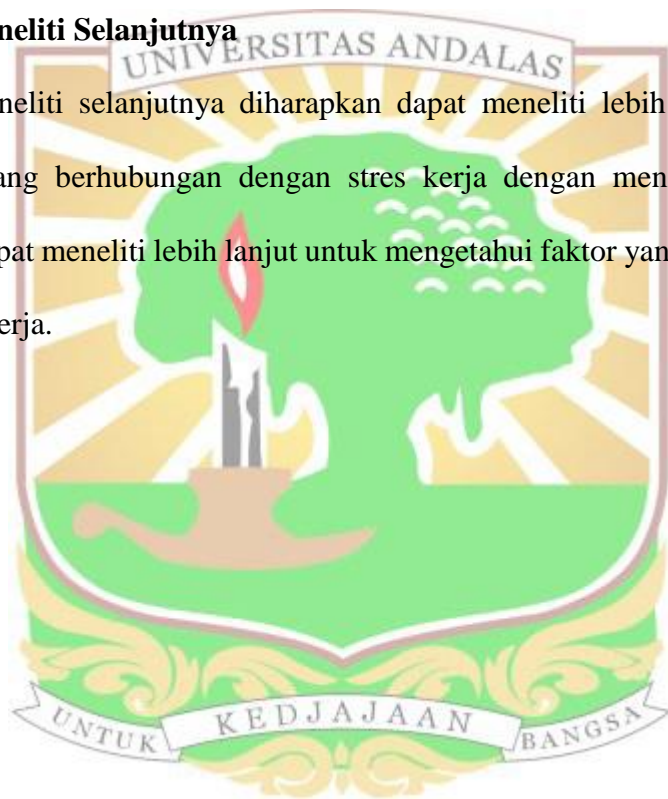 neliti Selanjutnya
UNIVERSITAS ANDALAS
neliti selanjutnya diharapkan dapat meneliti lebih
ang berhubungan dengan stres kerja dengan men
pat meneliti lebih lanjut untuk mengetahui faktor yan
erja.
UNTUK KEDJAJAAN BANGSA